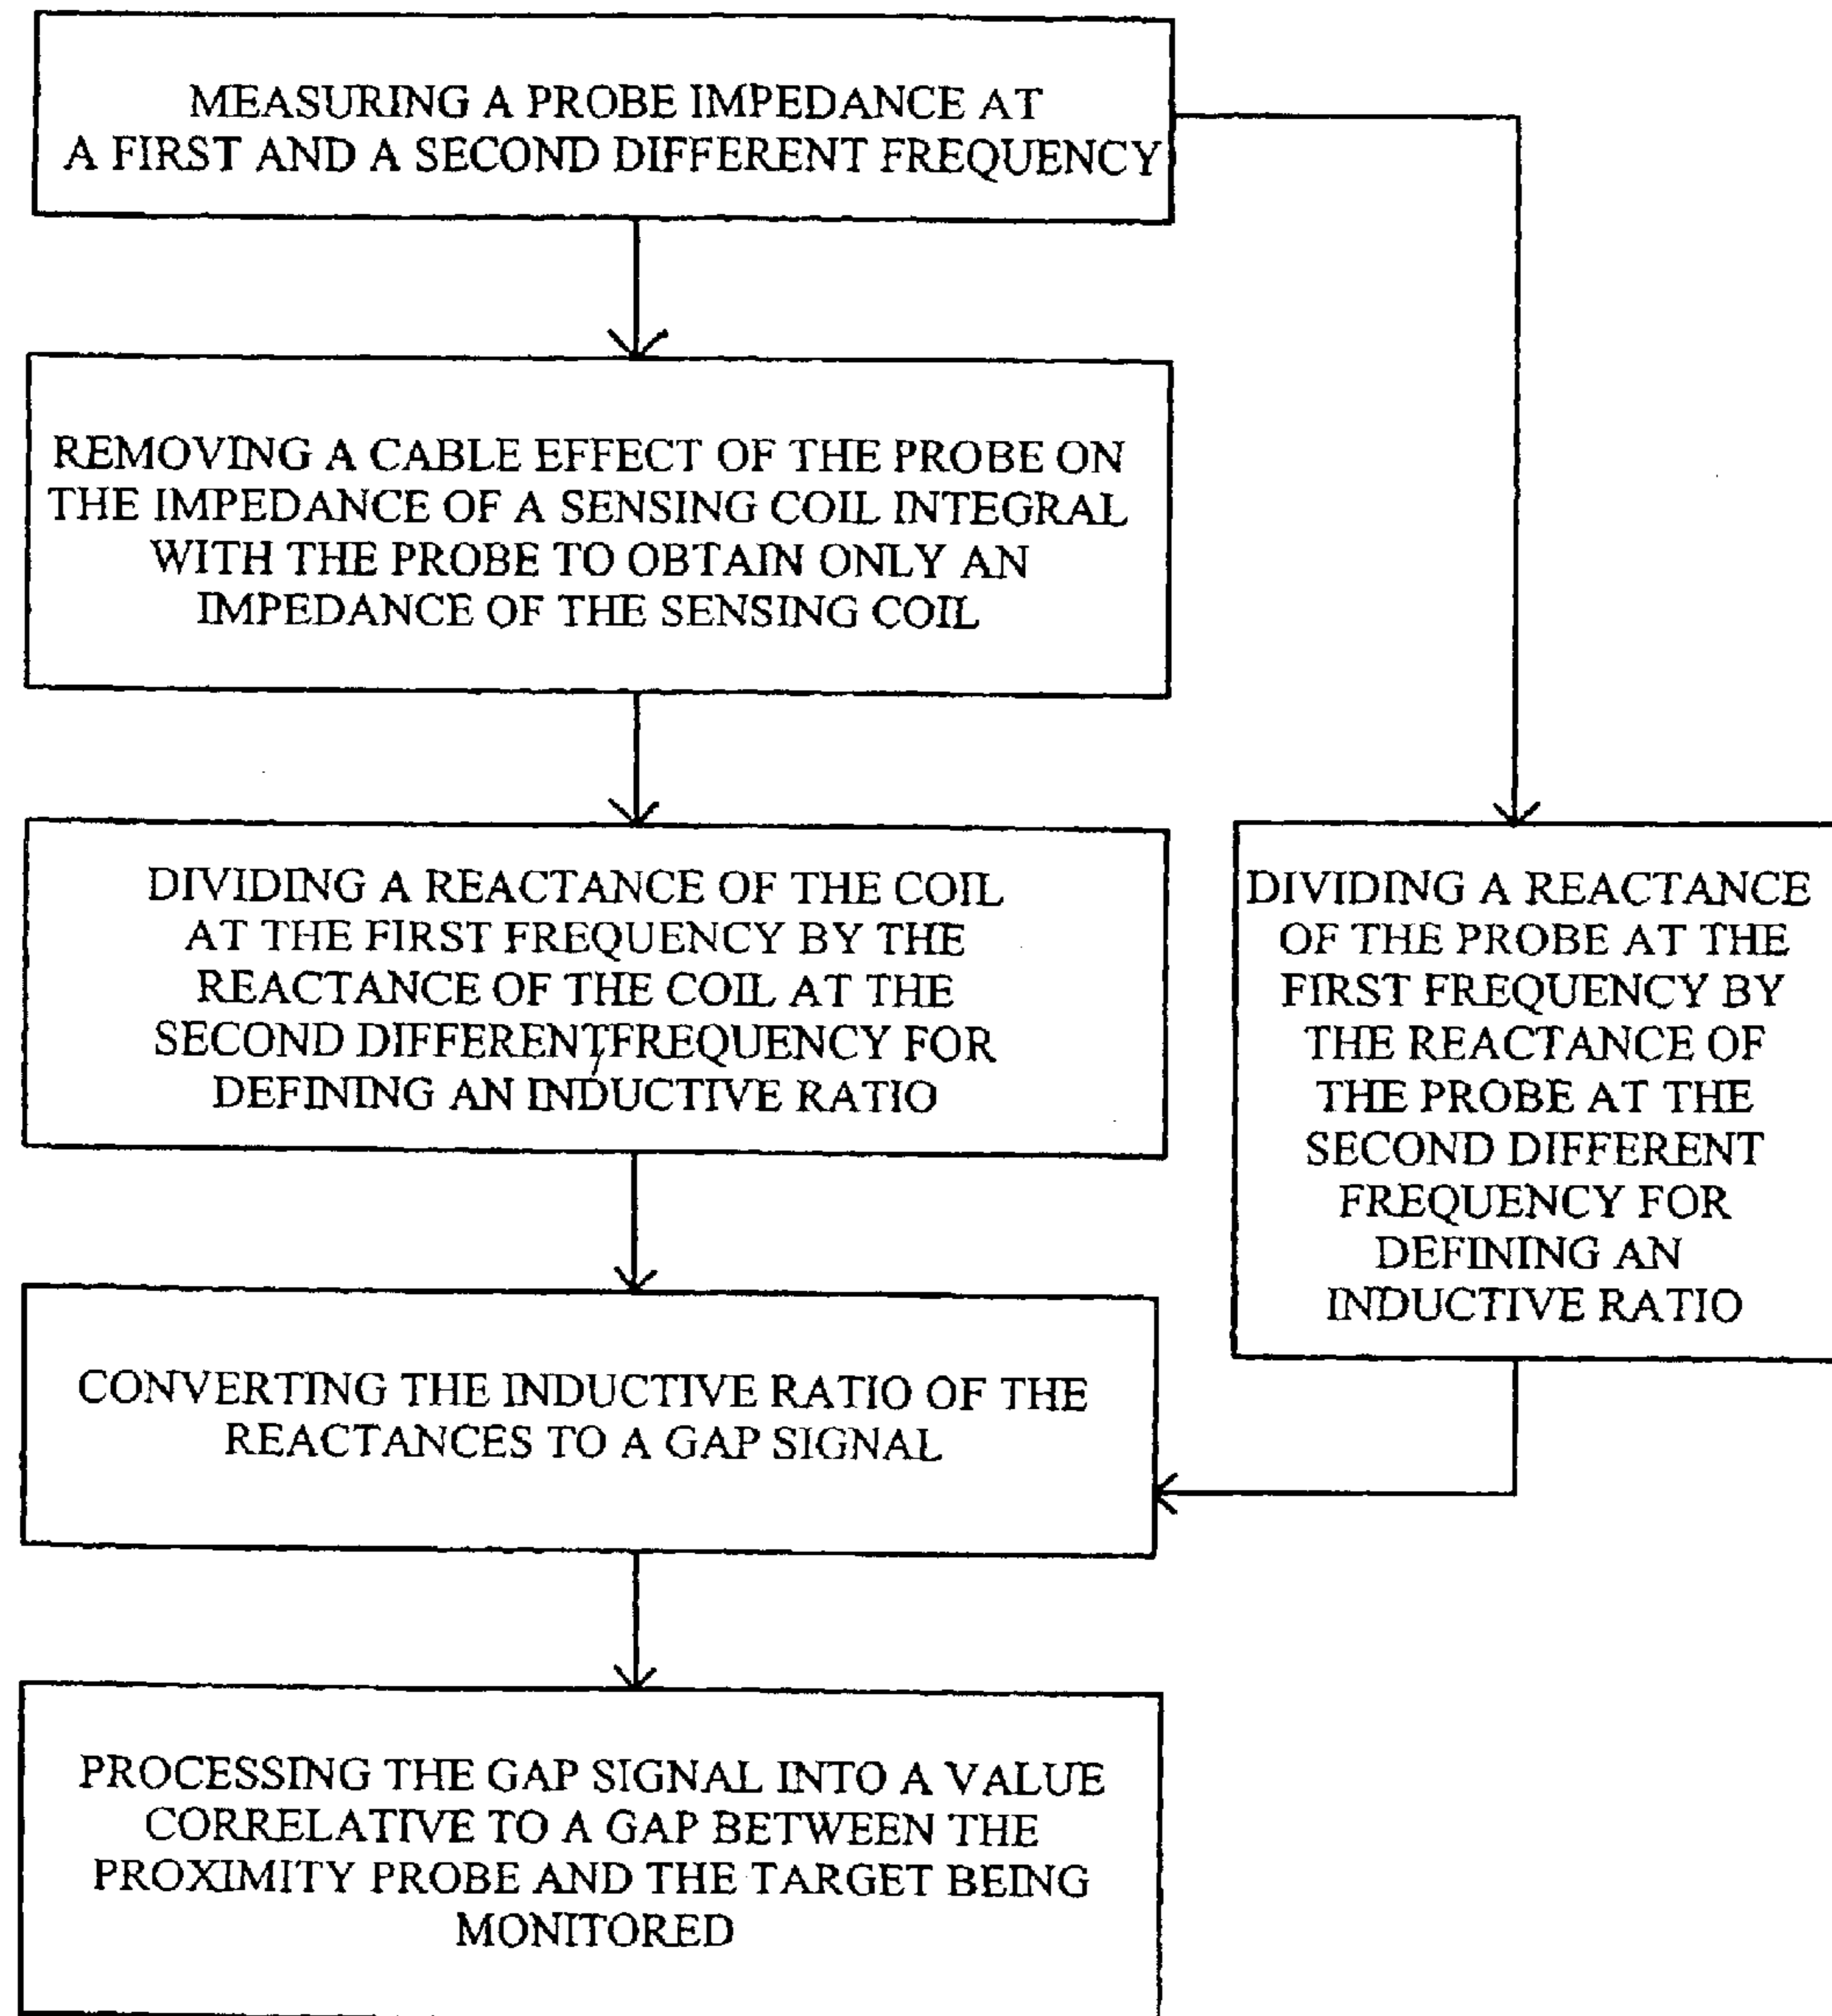 MEASURING A PROBE IMPEDANCE AT
A FIRST AND A SECOND DIFFERENT FREQUENCY
REMOVING A CABLE EFFECT OF THE PROBE ON
THE IMPEDANCE OF A SENSING COIL INTEGRAL
WITH THE PROBE TO OBTAIN ONLY AN
IMPEDANCE OF THE SENSING COIL
DIVIDING A REACTANCE OF THE COIL
AT THE FIRST FREQUENCY BY THE
REACTANCE OF THE COIL AT THE
SECOND DIFFERENT FREQUENCY FOR
DEFINING AN INDUCTIVE RATIO
DIVIDING A REACTANCE
OF THE PROBE AT THE
FIRST FREQUENCY BY
THE REACTANCE OF
THE PROBE AT THE
SECOND DIFFERENT
FREQUENCY FOR
DEFINING AN
INDUCTIVE RATIO
CONVERTING THE INDUCTIVE RATIO OF THE
REACTANCES TO A GAP SIGNAL
PROCESSING THE GAP SIGNAL INTO A VALUE
CORRELATIVE TO A GAP BETWEEN THE
PROXIMITY PROBE AND THE TARGET BEING
MONITORED